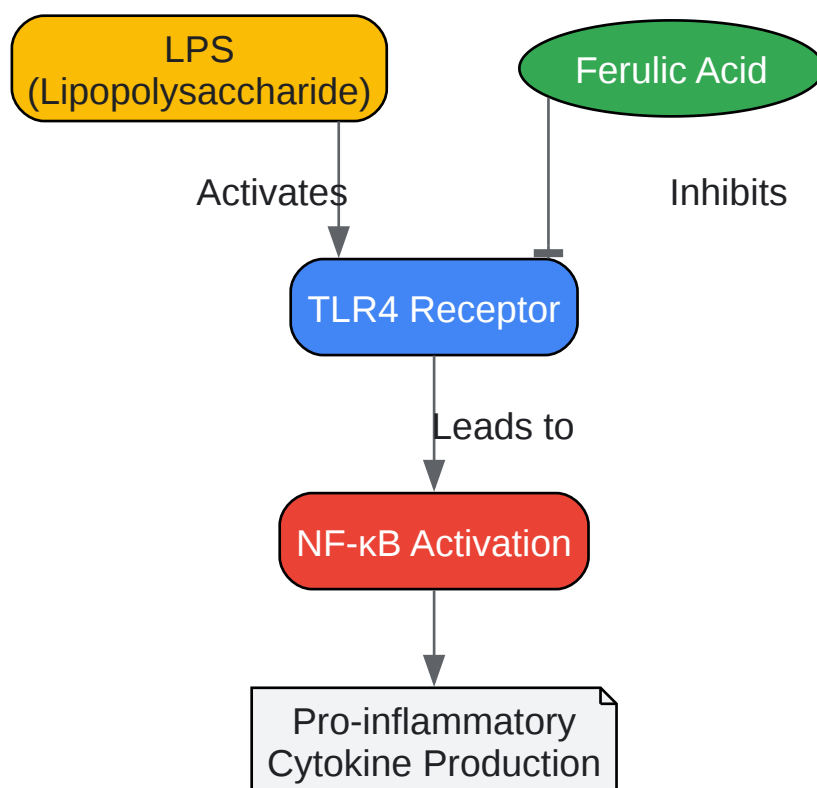 LPS
(Lipopolysaccharide)
Ferulic Acid
Activates
Inhibits
TLR4 Receptor
Leads to
NF-κB Activation
Pro-inflammatory
Cytokine Production